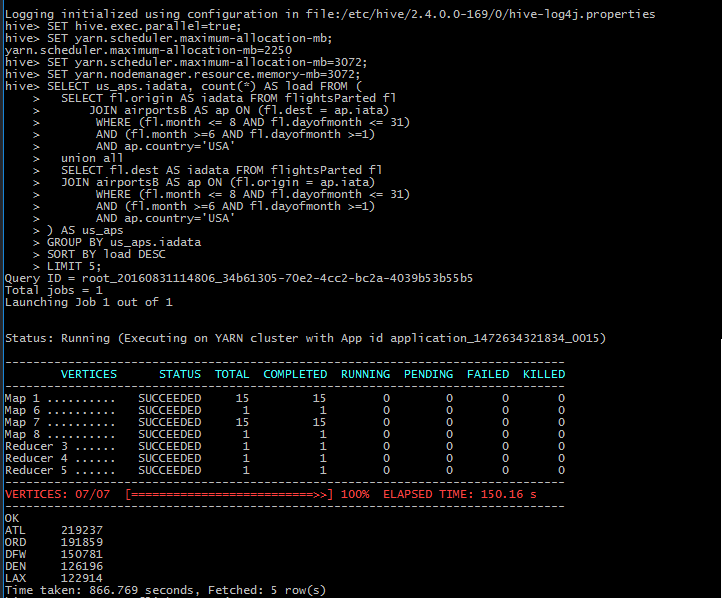 Logging initialized using configuration in file:/etc/hive/2.4.0.0-169/0/hive-log4j.properties
hive> SET hive.exec.parallel=true;
hive> SET yarn.scheduler.maximum-allocation-mb;
yarn.scheduler.maximum-allocation-mb=2250
hive> SET yarn.scheduler.maximum-allocation-mb=3072;
hive> SET yarn.nodemanager.resource.memory-mb=3072;
hive> SELECT us_aps.iadata, count(*) AS load FROM (
    >   SELECT fl.origin AS iadata FROM flightsParted fl
    >       JOIN airportsB AS ap ON (fl.dest = ap.iata)
    >        WHERE (fl.month <= 8 AND fl.dayofmonth <= 31)
    >        AND (fl.month >=6 AND fl.dayofmonth >=1)
    >        AND ap.country='USA'
    >   union all
    >   SELECT fl.dest AS iadata FROM flightsParted fl
    >   JOIN airportsB AS ap ON (fl.origin = ap.iata)
    >        WHERE (fl.month <= 8 AND fl.dayofmonth <= 31)
    >        AND (fl.month >=6 AND fl.dayofmonth >=1)
    >        AND ap.country='USA'
    > ) AS us_aps
    > GROUP BY us_aps.iadata
    > SORT BY load DESC
    > LIMIT 5;
Query ID = root_20160831114806_34b61305-70e2-4cc2-bc2a-4039b53b55b5
Total jobs = 1
Launching Job 1 out of 1
Status: Running (Executing on YARN cluster with App id application_1472634321834_0015)
--------------------------------------------------------------------------------
        VERTICES      STATUS  TOTAL  COMPLETED  RUNNING  PENDING  FAILED  KILLED
--------------------------------------------------------------------------------
Map 1 ..........   SUCCEEDED     15         15        0        0       0       0
Map 6 ..........   SUCCEEDED      1          1        0        0       0       0
Map 7 ..........   SUCCEEDED     15         15        0        0       0       0
Map 8 ..........   SUCCEEDED      1          1        0        0       0       0
Reducer 3 ......   SUCCEEDED      1          1        0        0       0       0
Reducer 4 ......   SUCCEEDED      1          1        0        0       0       0
Reducer 5 ......   SUCCEEDED      1          1        0        0       0       0
--------------------------------------------------------------------------------
VERTICES: 07/07  [==========================>>] 100%  ELAPSED TIME: 150.16 s
--------------------------------------------------------------------------------
OK
ATL     219237
ORD     191859
DFW     150781
DEN     126196
LAX     122914
Time taken: 866.769 seconds, Fetched: 5 row(s)